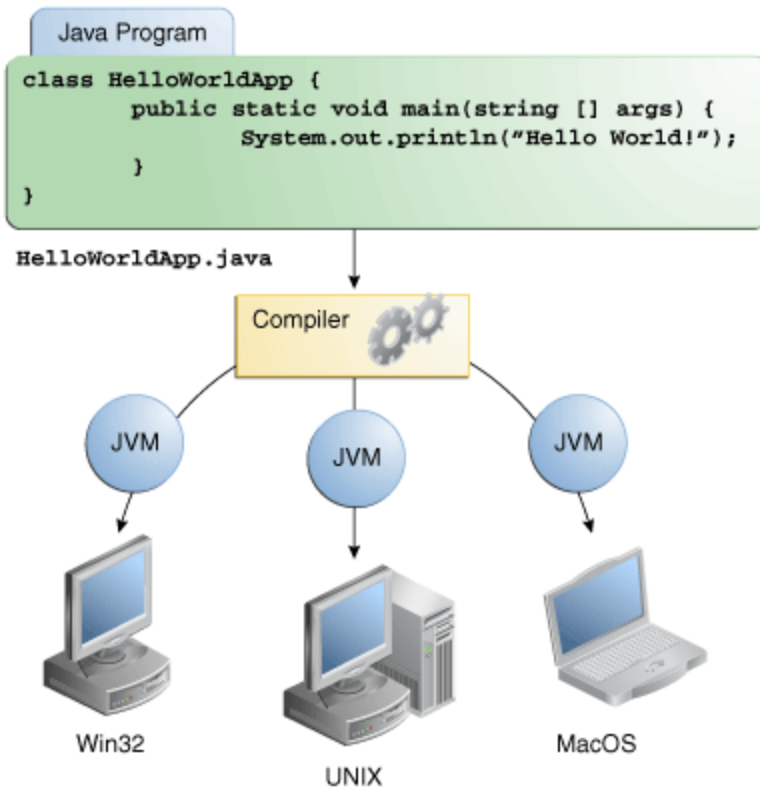 Java Program
class HelloWorldApp {
public static void main(string [] args) {
System.out.println(”Hello World!”);
}
}
HelloWorldApp.java
Compiler
JVM
JVM
JVM
Win32
UNIX
MacOS